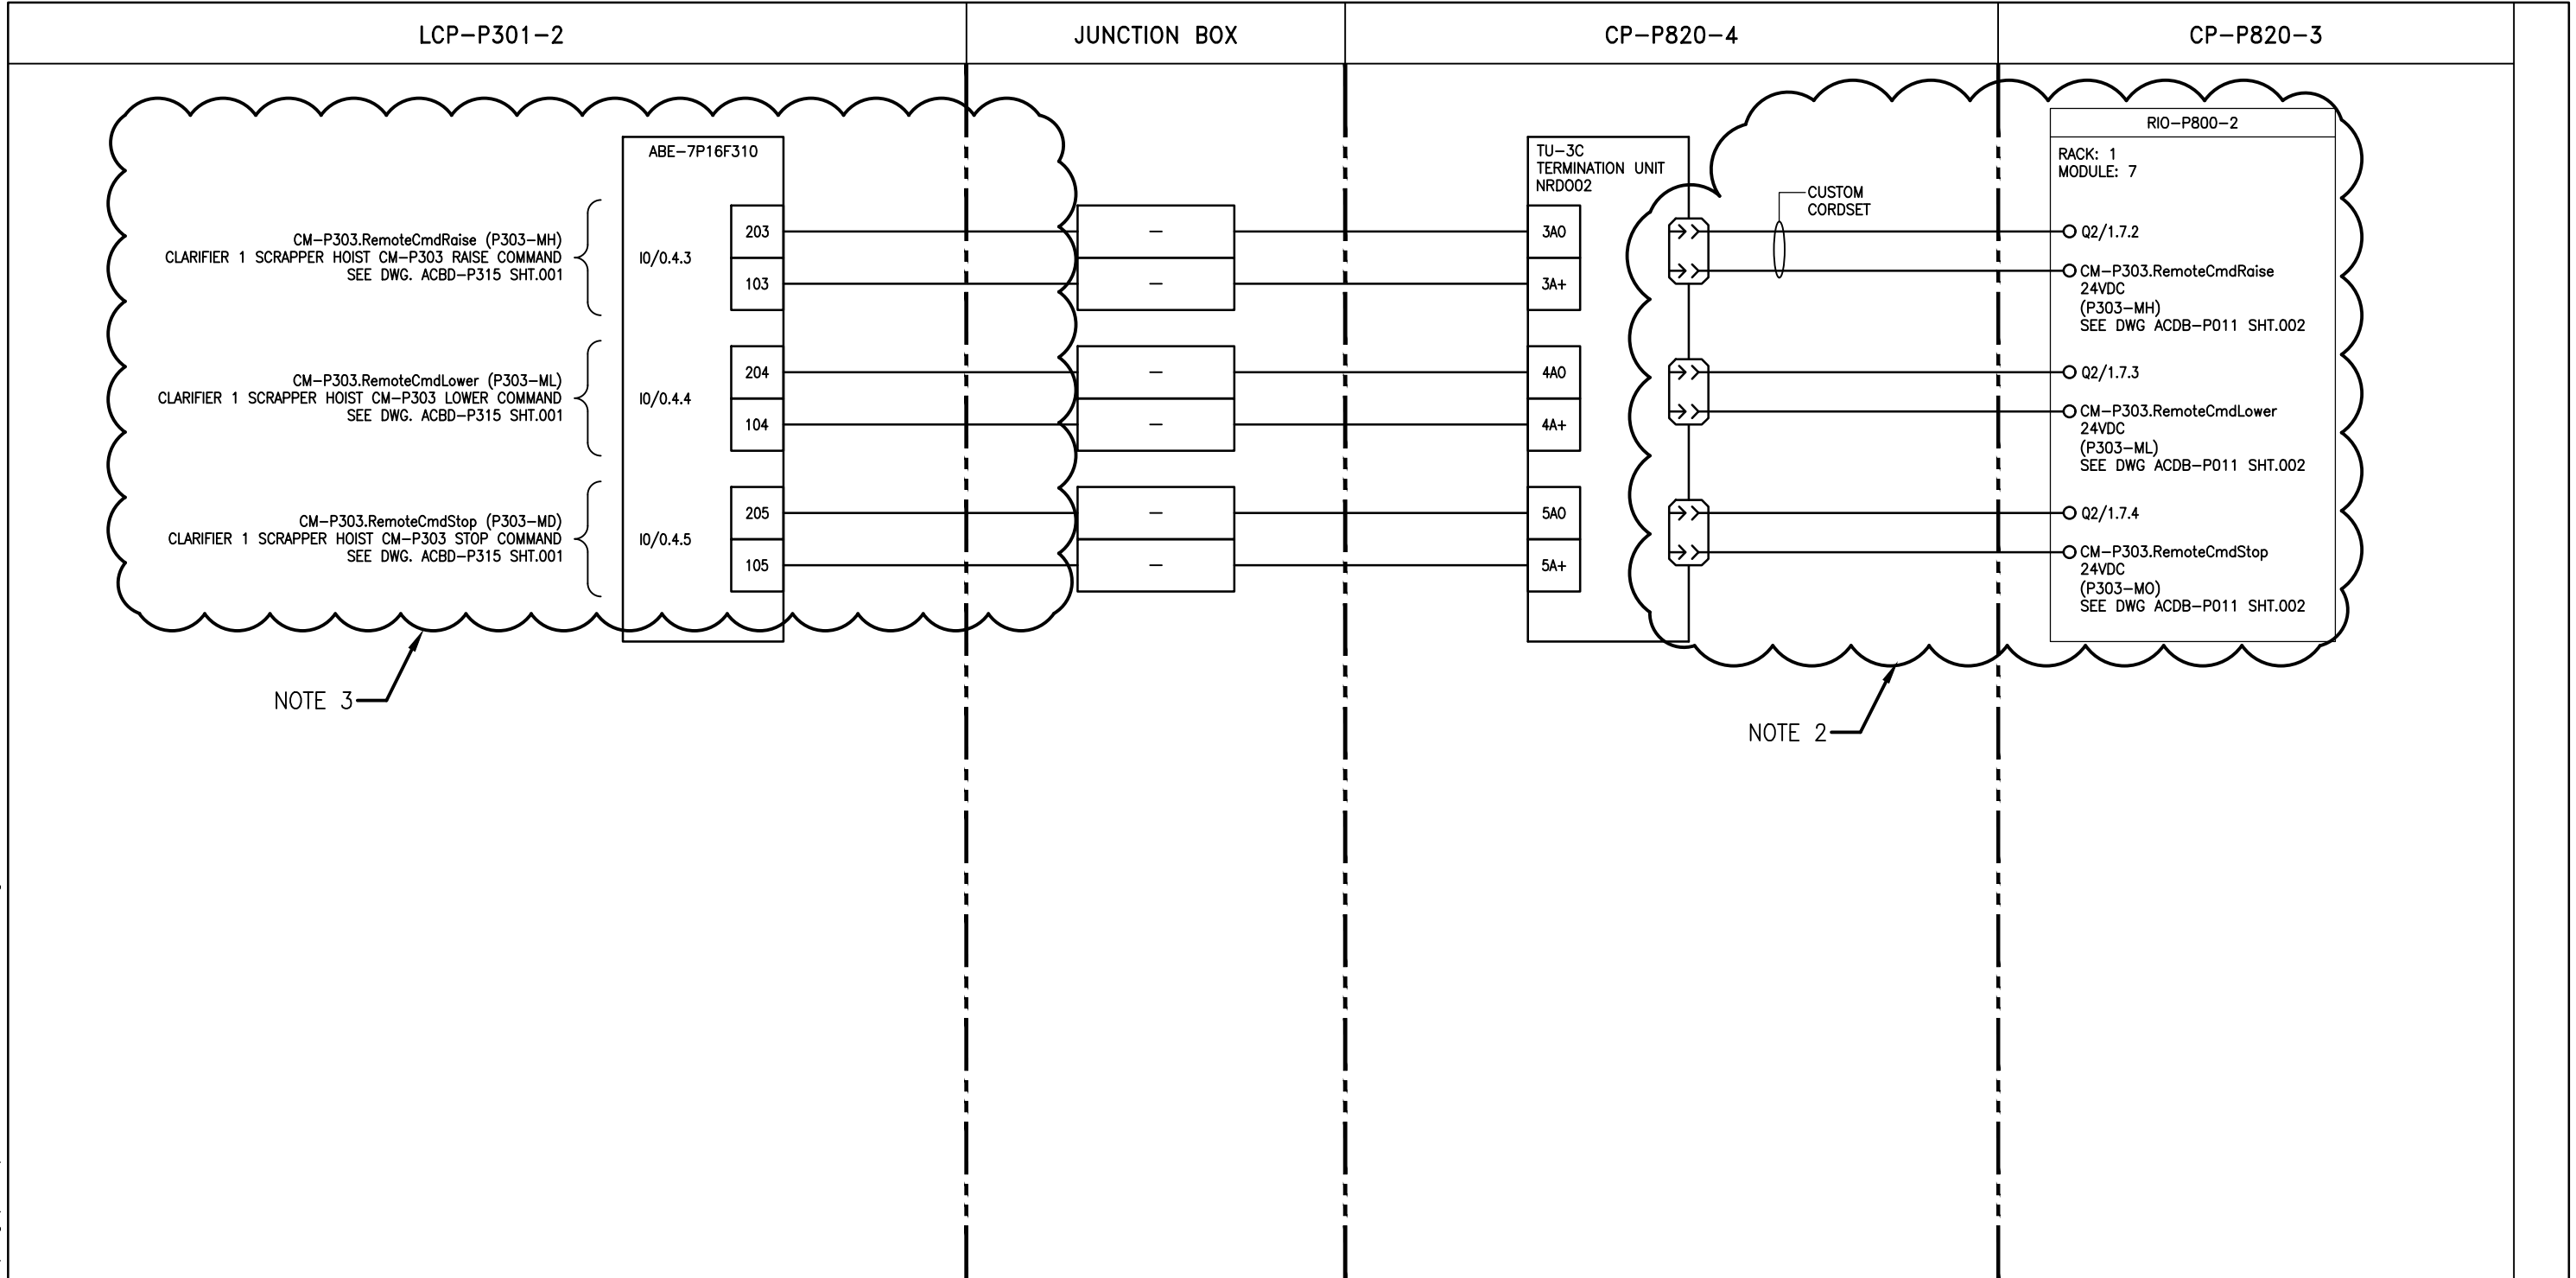 LCP-P301-2
JUNCTION BOX
CP-P820-4
CP-P820-3
ABE-7P16F310
CM-P303.RemoteCmdRaise (P303-MH)
CLARIFIER 1 SCRAPPER HOIST CM-P303 RAISE COMMAND
SEE DWG. ACBD-P315 SHT.001
I0/0.4.3
203
103
CM-P303.RemoteCmdLower (P303-ML)
CLARIFIER 1 SCRAPPER HOIST CM-P303 LOWER COMMAND
SEE DWG. ACBD-P315 SHT.001
I0/0.4.4
204
104
CM-P303.RemoteCmdStop (P303-MD)
CLARIFIER 1 SCRAPPER HOIST CM-P303 STOP COMMAND
SEE DWG. ACBD-P315 SHT.001
I0/0.4.5
205
105
NOTE 3
-
-
-
-
-
-
TU-3C
TERMINATION UNIT
NRDO02
3AO
3A+
4AO
4A+
5AO
5A+
CUSTOM
CORDSET
NOTE 2
RIO-P800-2
RACK: 1
MODULE: 7
Q2/1.7.2
CM-P303.RemoteCmdRaise
24VDC
(P303-MH)
SEE DWG ACDB-P011 SHT.002
Q2/1.7.3
CM-P303.RemoteCmdLower
24VDC
(P303-ML)
SEE DWG ACDB-P011 SHT.002
Q2/1.7.4
CM-P303.RemoteCmdStop
24VDC
(P303-MO)
SEE DWG ACDB-P011 SHT.002